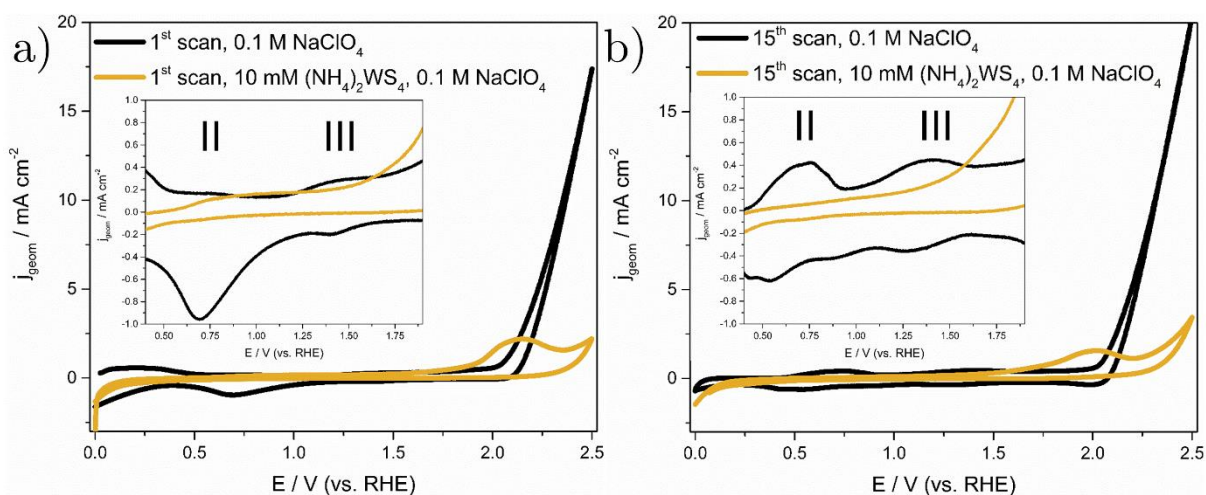 a)
1st scan, 0.1 M NaClO4
1st scan, 10 mM (NH4)2WS4, 0.1 M NaClO4
jgeom / mA cm-2
20
15
10
5
0
0.0 0.5 1.0 1.5 2.0 2.5
E / V (vs. RHE)
II III
jgeom / mA cm-2
1.0
0.8
0.6
0.4
0.2
0.0
-0.2
-0.4
-0.6
-0.8
-1.0
0.50 0.75 1.00 1.25 1.50 1.75
E / V (vs. RHE)
b)
15th scan, 0.1 M NaClO4
15th scan, 10 mM (NH4)2WS4, 0.1 M NaClO4
jgeom / mA cm-2
20
15
10
5
0
0.0 0.5 1.0 1.5 2.0 2.5
E / V (vs. RHE)
II III
jgeom / mA cm-2
1.0
0.8
0.6
0.4
0.2
0.0
-0.2
-0.4
-0.6
-0.8
-1.0
0.50 0.75 1.00 1.25 1.50 1.75
E / V (vs. RHE)